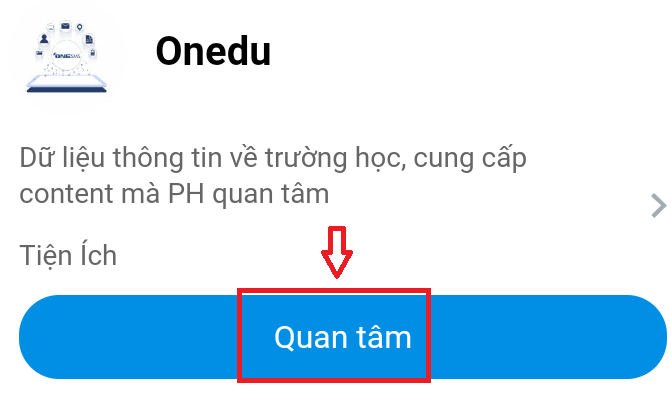 ONESMS
Onedu
Dữ liệu thông tin về trường học, cung cấp
content mà PH quan tâm
Tiện Ích
Quan tâm